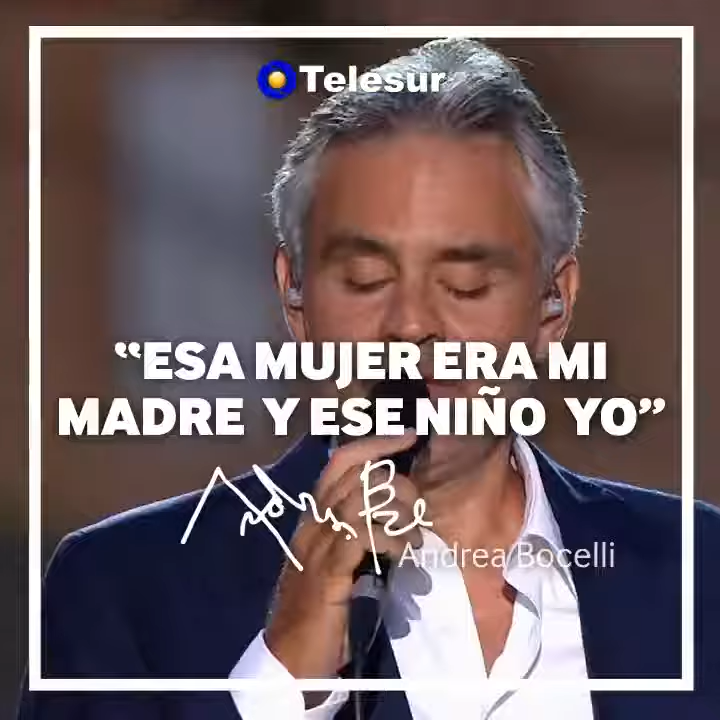 Telesur
“ESA MUJER ERA MI
MADRE Y ESE NIÑO YO”
Andrea Bocelli